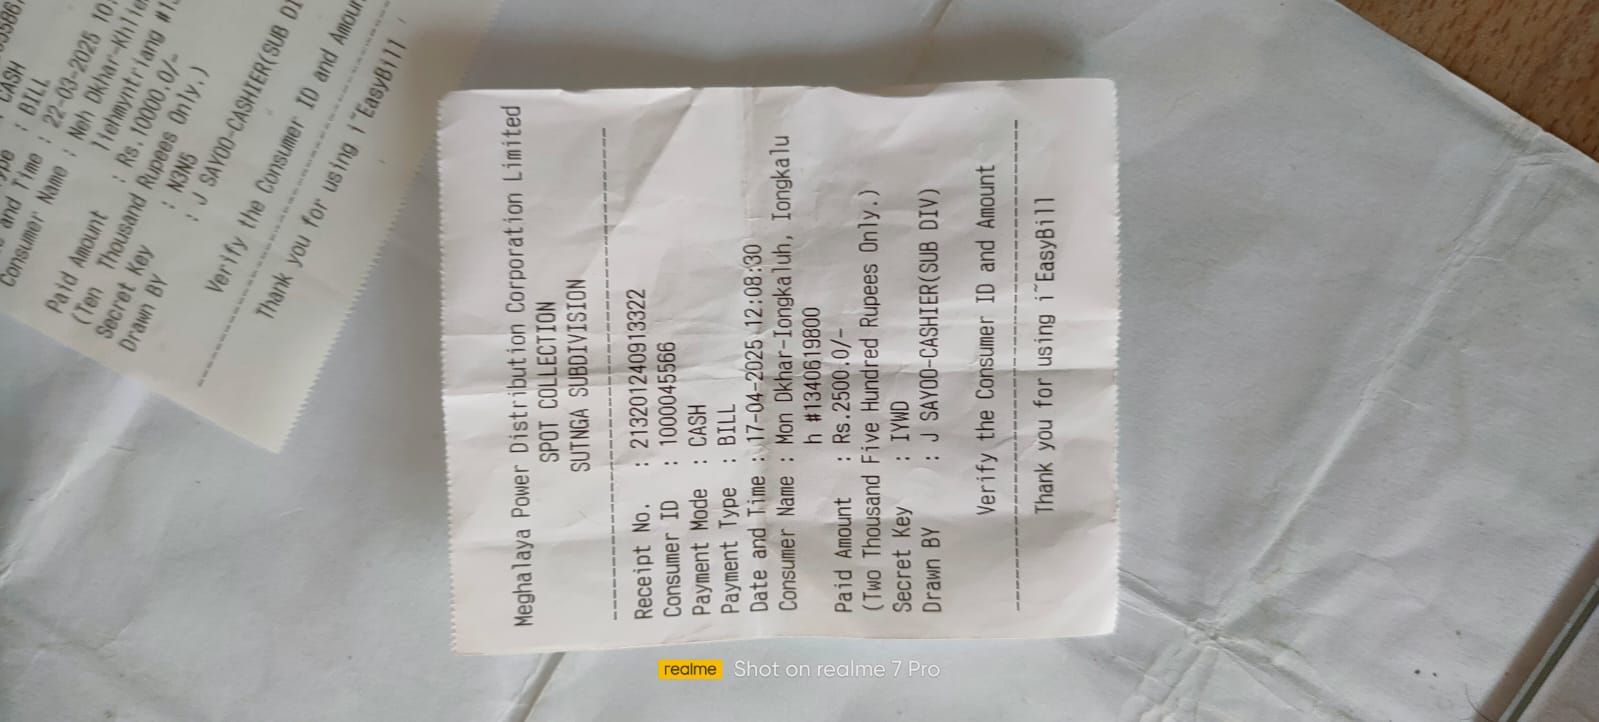 Meghalaya Power Distribution Corporation Limited
SPOT COLLECTION
SUTNGA SUBDIVISION
Receipt No. : 213201240913322
Consumer ID : 1000045566
Payment Mode : CASH
Payment Type : BILL
Date and Time : 17-04-2025 12:08:30
Consumer Name : Mon Dkhar-Iongkaluh, Iongkalu
h #1340619800
Paid Amount : Rs.2500.0/-
(Two Thousand Five Hundred Rupees Only.)
Secret Key : IYWD
Drawn BY : J SAYOO-CASHIER(SUB DIV)
Verify the Consumer ID and Amount
Thank you for using i~EasyBill
: CASH
: BILL
and Time : 22-03-2025
Consumer Name : Neh Dkhar-Khlie
Paid Amount : Rs.10000.0/-
(Ten Thousand Rupees Only.)
Secret Key : N3N5
Drawn BY : J SAYOO-CASHIER(SUB
Verify the Consumer ID and
Thank you for using i~EasyBill
realme Shot on realme 7 Pro